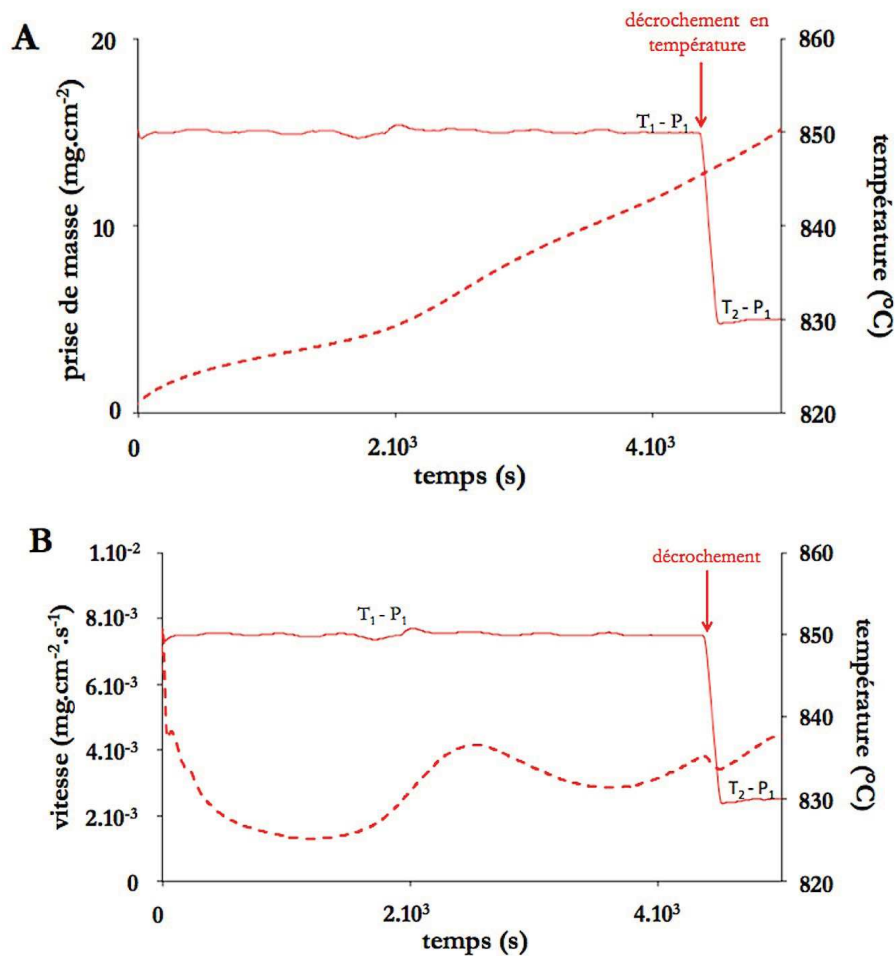 A
décrochement en
température
20
10
0
prise de masse (mg.cm-2)
T1 - P1
T2 - P1
860
850
840
830
820
température (°C)
0
2.10³
4.10³
temps (s)
B
décrochement
1.10-2
8.10-3
6.10-3
4.10-3
2.10-3
0
vitesse (mg.cm-2.s-1)
T1 - P1
T2 - P1
860
850
840
830
820
température (°C)
0
2.10³
4.10³
temps (s)